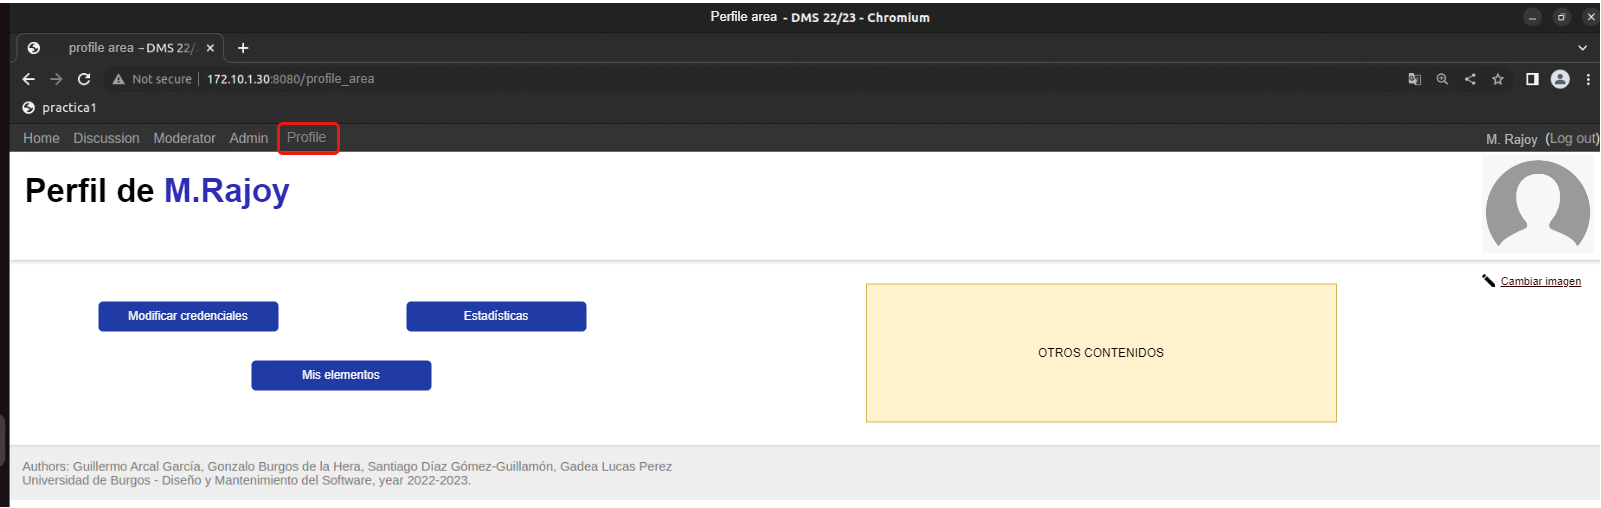 Perfile area - DMS 22/23 - Chromium
profile area - DMS 22/
Not secure | 172.10.1.30:8080/profile_area
practica1
Home Discussion Moderator Admin Profile M. Rajoy (Log out)
Perfil de M.Rajoy
Cambiar imagen
Modificar credenciales Estadísticas
OTROS CONTENIDOS
Mis elementos
Authors: Guillermo Arcal García, Gonzalo Burgos de la Hera, Santiago Díaz Gómez-Guillamón, Gadea Lucas Perez
Universidad de Burgos - Diseño y Mantenimiento del Software, year 2022-2023.